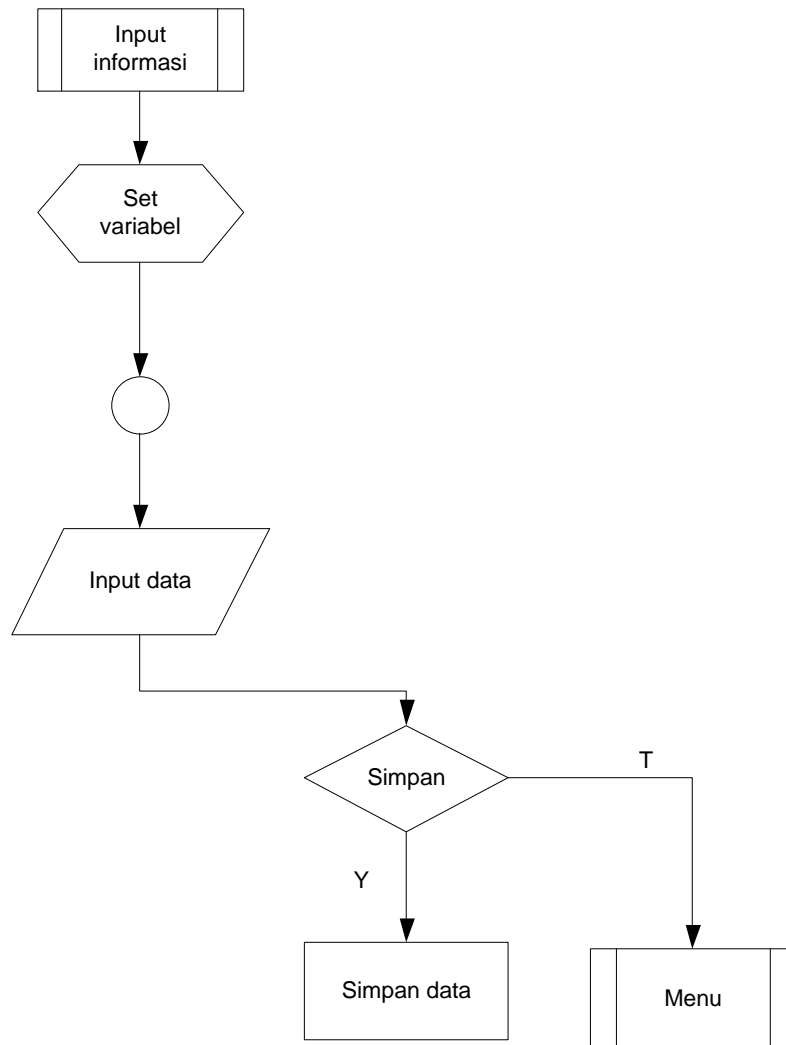 Input
informasi
Set
variabel
Input data
Simpan
T
Y
Simpan data
Menu